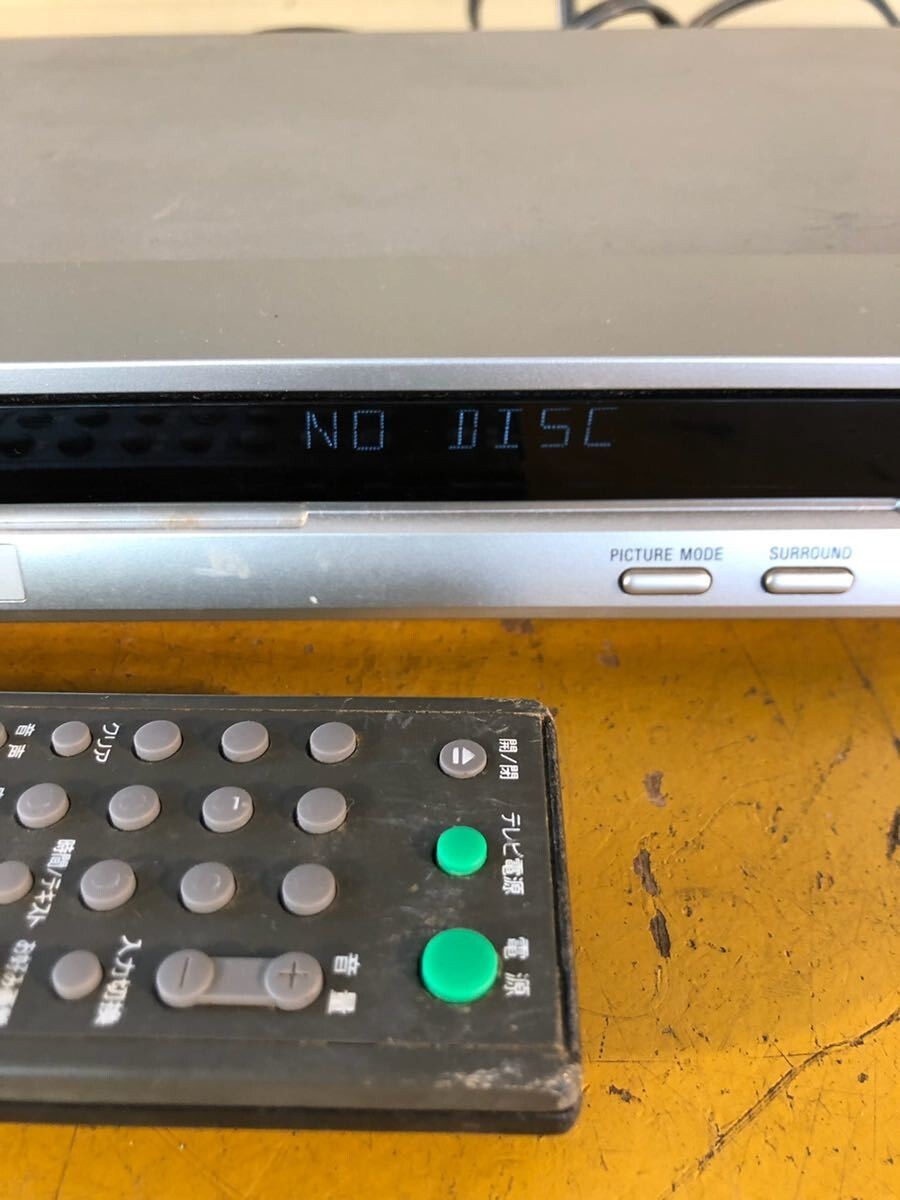 NO DISC
PICTURE MODE
SURROUND
音声
クリア
開/閉
テレビ電源
時間/テキスト
入力切換
音量
電源
1
−
+